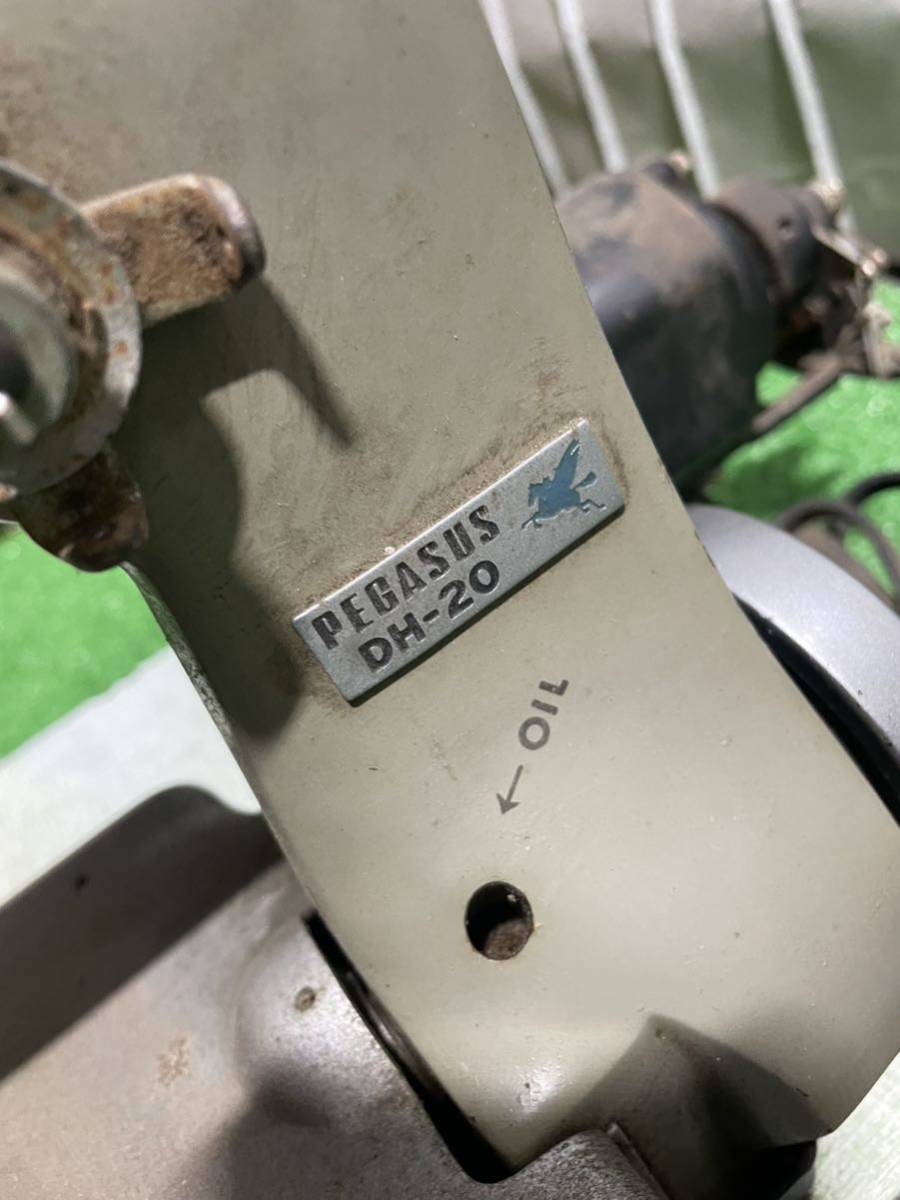 PEGASUS
DH-20
← OIL